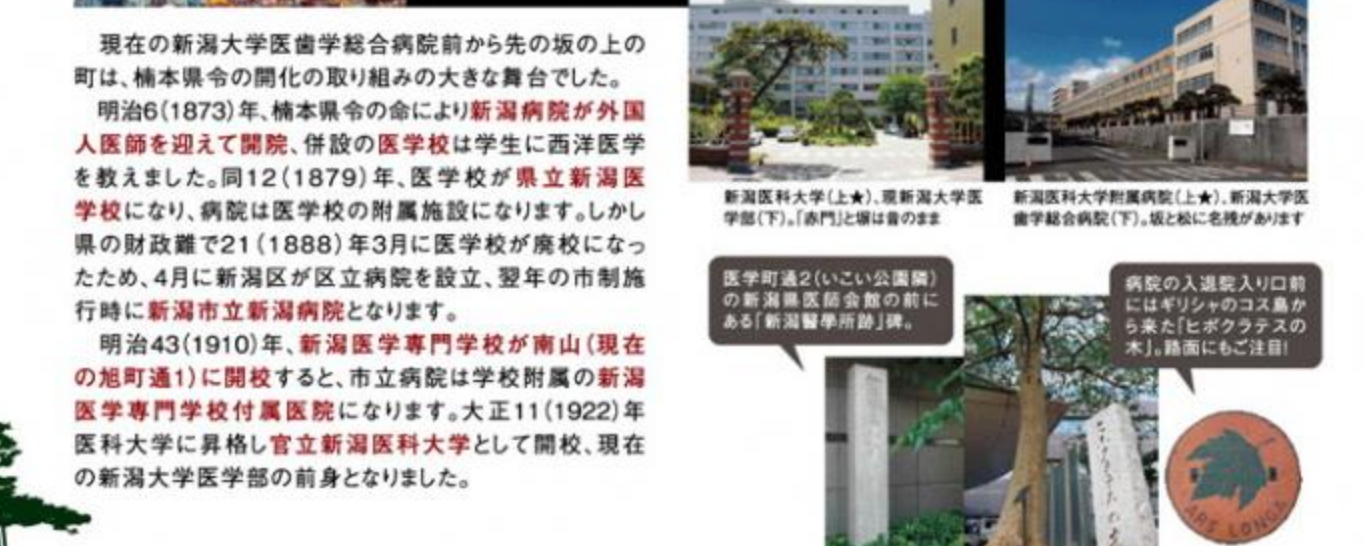 現在の新潟大学医歯学総合病院前から先の坂の上の
町は、楠本県令の開化の取り組みの大きな舞台でした。
明治6(1873)年、楠本県令の命により新潟病院が外国
人医師を迎えて開院、併設の医学校は学生に西洋医学
を教えました。同12(1879)年、医学校が県立新潟医
学校になり、病院は医学校の附属施設になります。しかし
県の財政難で21(1888)年3月に医学校が廃校になっ
たため、4月に新潟区が区立病院を設立、翌年の市制施
行時に新潟市立新潟病院となります。
明治43(1910)年、新潟医学専門学校が南山(現在
の旭町通1)に開校すると、市立病院は学校附属の新潟
医学専門学校付属医院になります。大正11(1922)年
医科大学に昇格し官立新潟医科大学として開校、現在
の新潟大学医学部の前身となりました。
新潟医科大学(上★)、現新潟大学医
学部(下)。「赤門」と塀は昔のまま
新潟医科大学附属病院(上★)、新潟大学医
歯学総合病院(下)。坂と松に名残があります
医学町通2(いこい公園隣)
の新潟県医師会館の前に
ある「新潟醫學所跡」碑。
病院の入退院入り口前
にはギリシャのコス島か
ら来た「ヒポクラテスの
木」。路面にもご注目!
ARS LONGA